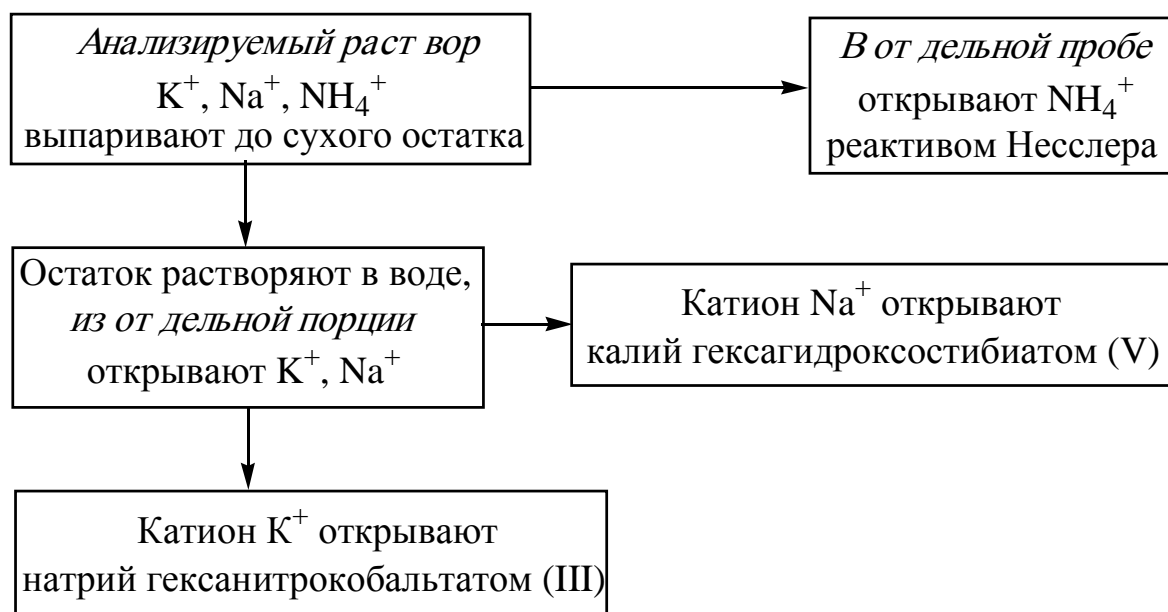 Анализируемый раст вор
K⁺, Na⁺, NH₄⁺
выпаривают до сухого остатка
В от дельной пробе
открывают NH₄⁺
реактивом Несслера
Остаток растворяют в воде,
из от дельной порции
открывают K⁺, Na⁺
Катион Na⁺ открывают
калий гексагидроксостибиатом (V)
Катион К⁺ открывают
натрий гексанитрокобальтатом (III)